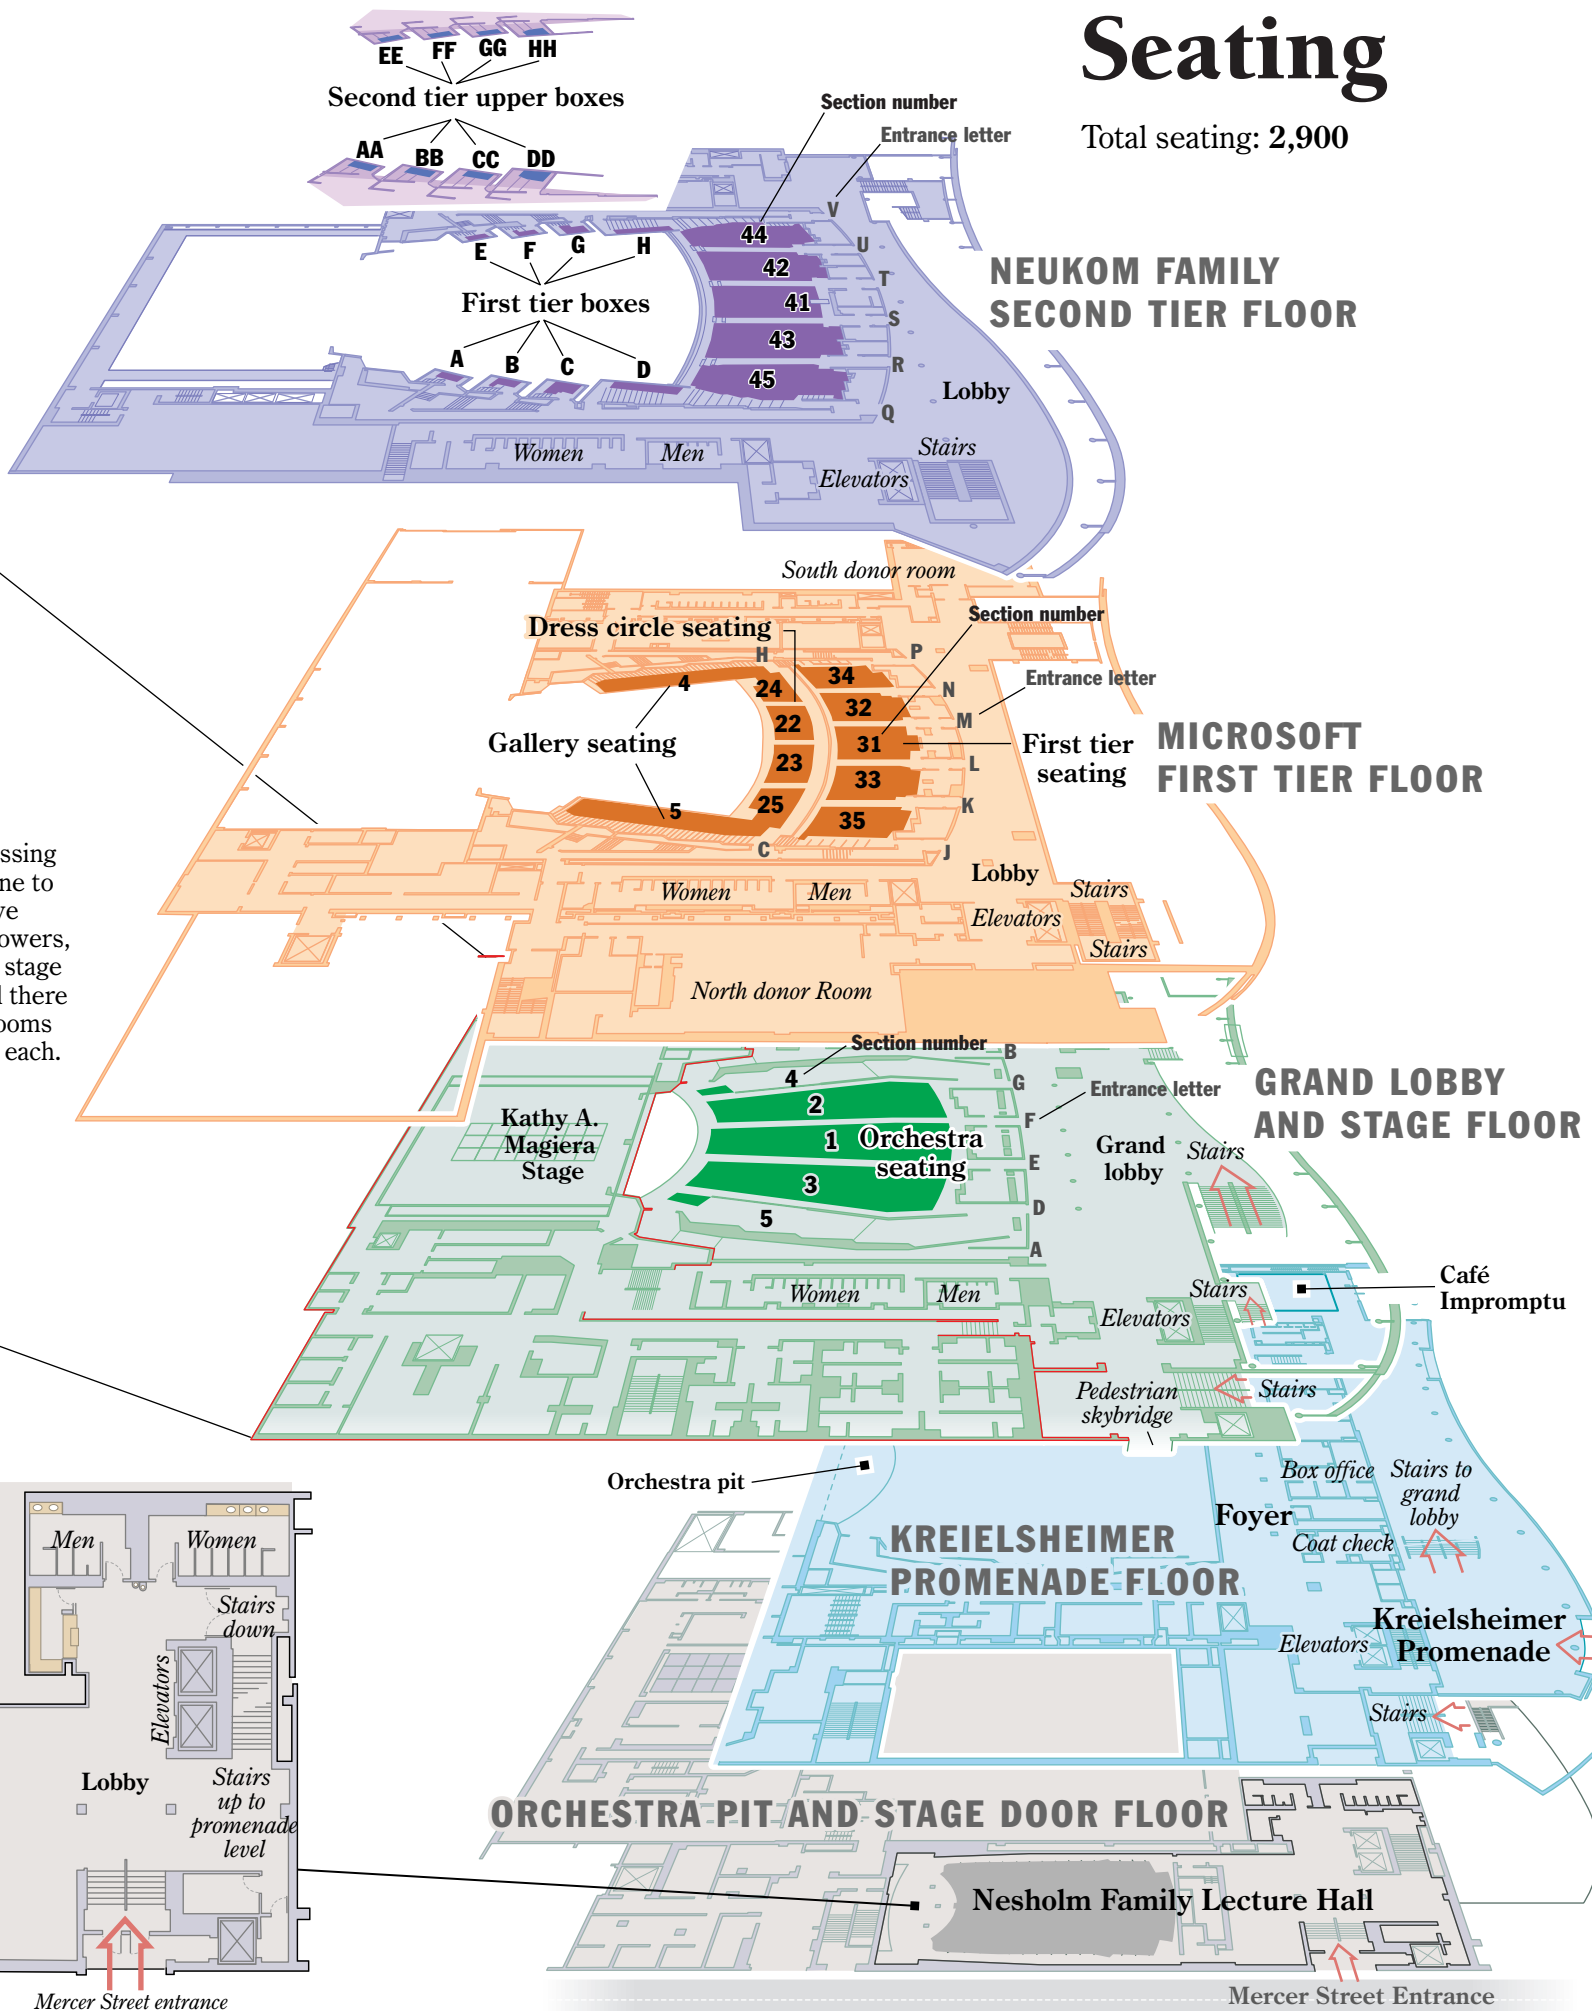 Seating
Total seating: 2,900
EE FF GG HH
Second tier upper boxes
AA BB CC DD
Section number
Entrance letter
V
U
T
S
R
Q
44
42
41
43
45
E F G H
First tier boxes
A B C D
NEUKOM FAMILY
SECOND TIER FLOOR
Lobby
Women
Men
Elevators
Stairs
South donor room
Dress circle seating
Section number
H
P
4
24
34
N
Entrance letter
22
32
M
Gallery seating
31
First tier
seating
MICROSOFT
FIRST TIER FLOOR
23
33
L
25
35
K
5
C
J
Lobby
Women
Men
Elevators
Stairs
Stairs
North donor Room
ssing
ne to
ve
owers,
stage
l there
ooms
each.
Section number
B
4
G
2
Entrance letter
GRAND LOBBY
AND STAGE FLOOR
Kathy A.
Magiera
Stage
F
1
Orchestra
seating
Grand
lobby
Stairs
E
3
D
5
A
Women
Men
Elevators
Stairs
Café
Impromptu
Pedestrian
skybridge
Stairs
Orchestra pit
Box office
Stairs to
grand
lobby
Foyer
Coat check
KREIELSHEIMER
PROMENADE FLOOR
Elevators
Kreielsheimer
Promenade
Stairs
Men
Women
Stairs
down
Elevators
Lobby
Stairs
up to
promenade
level
Mercer Street entrance
ORCHESTRA PIT AND STAGE DOOR FLOOR
Nesholm Family Lecture Hall
Mercer Street Entrance